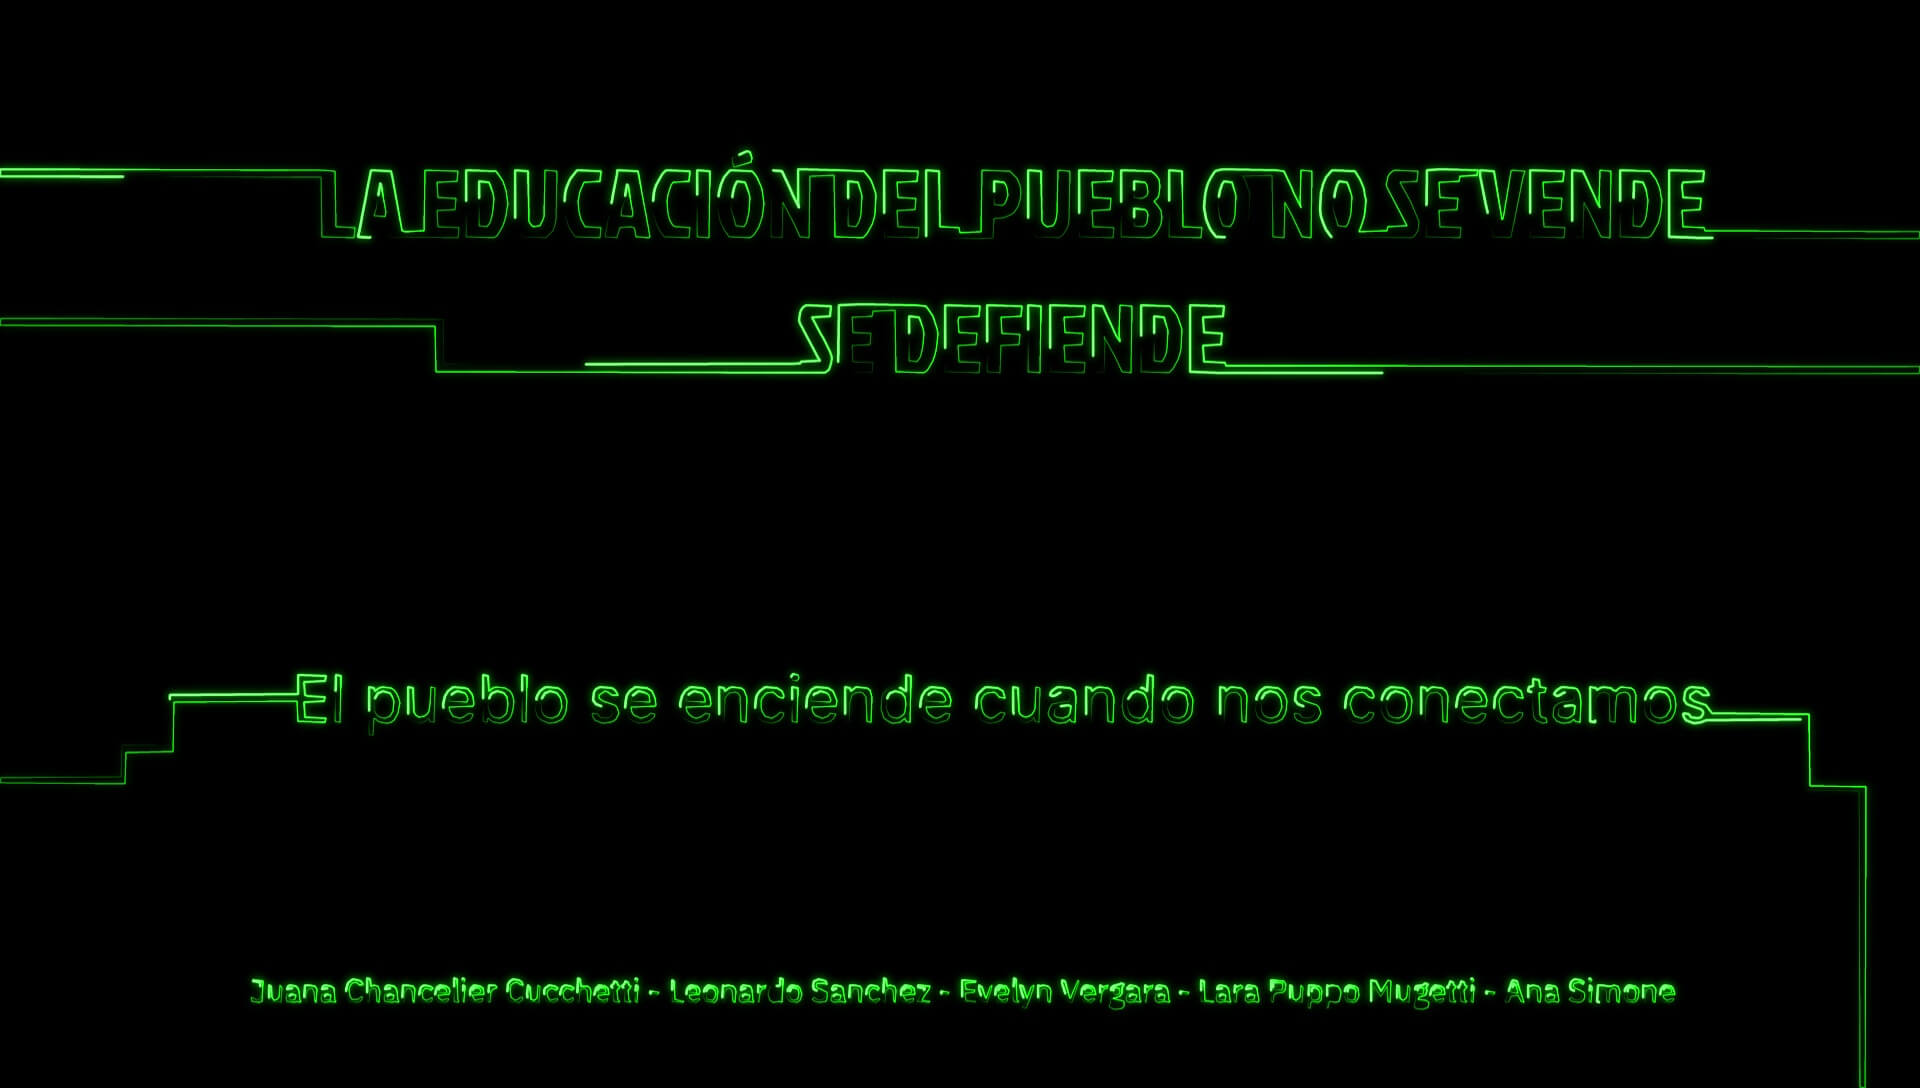 LA EDUCACIÓN DEL PUEBLO NO SE VENDE
SE DEFIENDE
El pueblo se enciende cuando nos conectamos
Juana Chancelier Cucchetti - Leonardo Sanchez - Evelyn Vergara - Lara Puppo Mugetti - Ana Simone